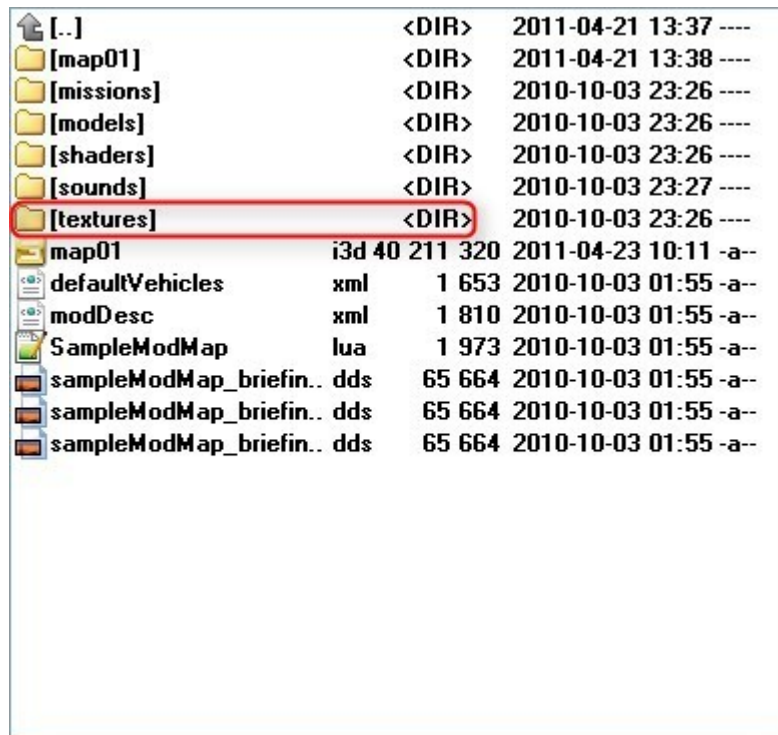 [..] <DIR> 2011-04-21 13:37 ----
[map01] <DIR> 2011-04-21 13:38 ----
[missions] <DIR> 2010-10-03 23:26 ----
[models] <DIR> 2010-10-03 23:26 ----
[shaders] <DIR> 2010-10-03 23:26 ----
[sounds] <DIR> 2010-10-03 23:27 ----
[textures] <DIR> 2010-10-03 23:26 ----
map01 i3d 40 211 320 2011-04-23 10:11 -a--
defaultVehicles xml 1 653 2010-10-03 01:55 -a--
modDesc xml 1 810 2010-10-03 01:55 -a--
SampleModMap lua 1 973 2010-10-03 01:55 -a--
sampleModMap_briefin.. dds 65 664 2010-10-03 01:55 -a--
sampleModMap_briefin.. dds 65 664 2010-10-03 01:55 -a--
sampleModMap_briefin.. dds 65 664 2010-10-03 01:55 -a--